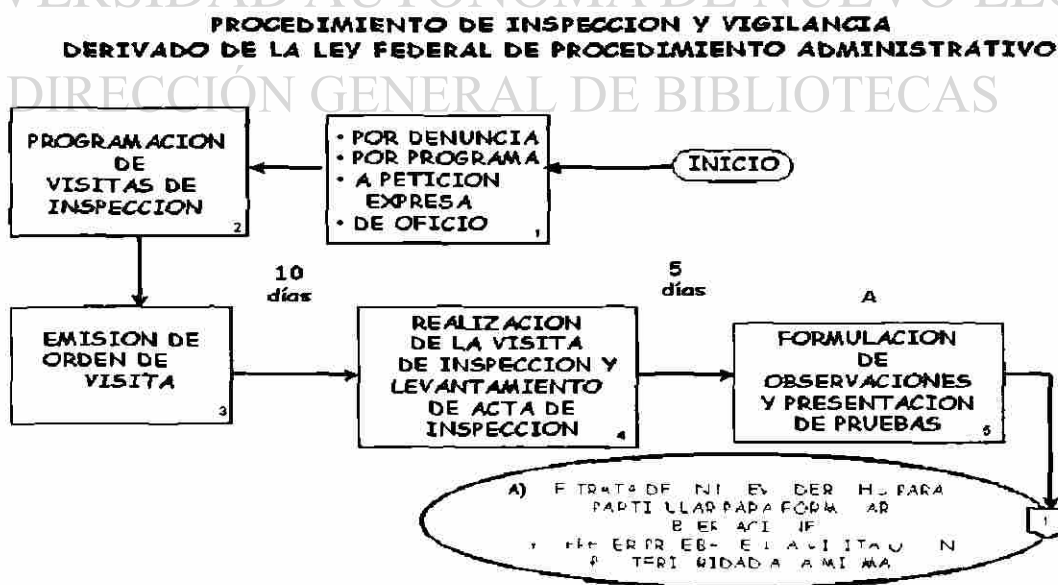 VERSIDAD AUTÓNOMA DE NUEVO LEÓ
PROCEDIMIENTO DE INSPECCION Y VIGILANCIA
DERIVADO DE LA LEY FEDERAL DE PROCEDIMIENTO ADMINISTRATIVO
DIRECCIÓN GENERAL DE BIBLIOTECAS
INICIO
• POR DENUNCIA
• POR PROGRAMA
• A PETICION
EXPRESA
• DE OFICIO
1
PROGRAMACION
DE
VISITAS DE
INSPECCION
2
EMISION DE
ORDEN DE
VISITA
3
10
días
REALIZACION
DE LA VISITA
DE INSPECCION Y
LEVANTAMIENTO
DE ACTA DE
INSPECCION
4
5
días
A
FORMULACION
DE
OBSERVACIONES
Y PRESENTACION
DE PRUEBAS
5
A)
PARA
1